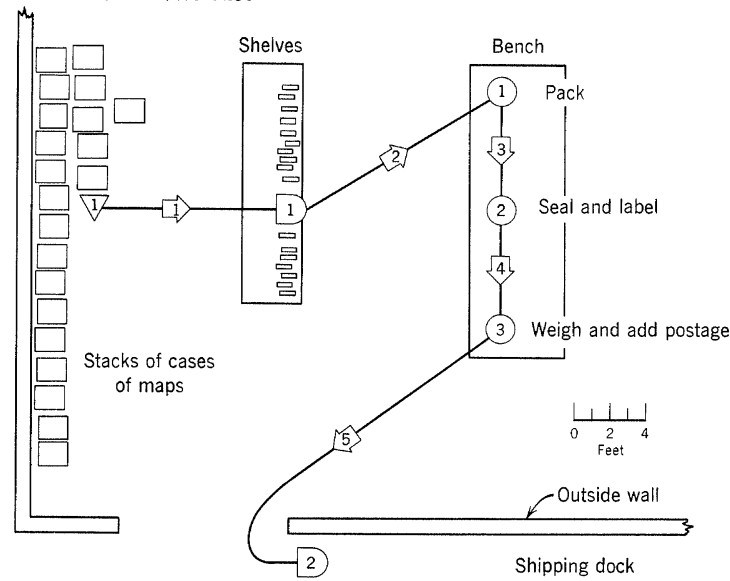 Shelves
Bench
1
Pack
3
2
1
1
1
2
Seal and label
4
3
Weigh and add postage
Stacks of cases
of maps
5
0 2 4
Feet
Outside wall
2
Shipping dock